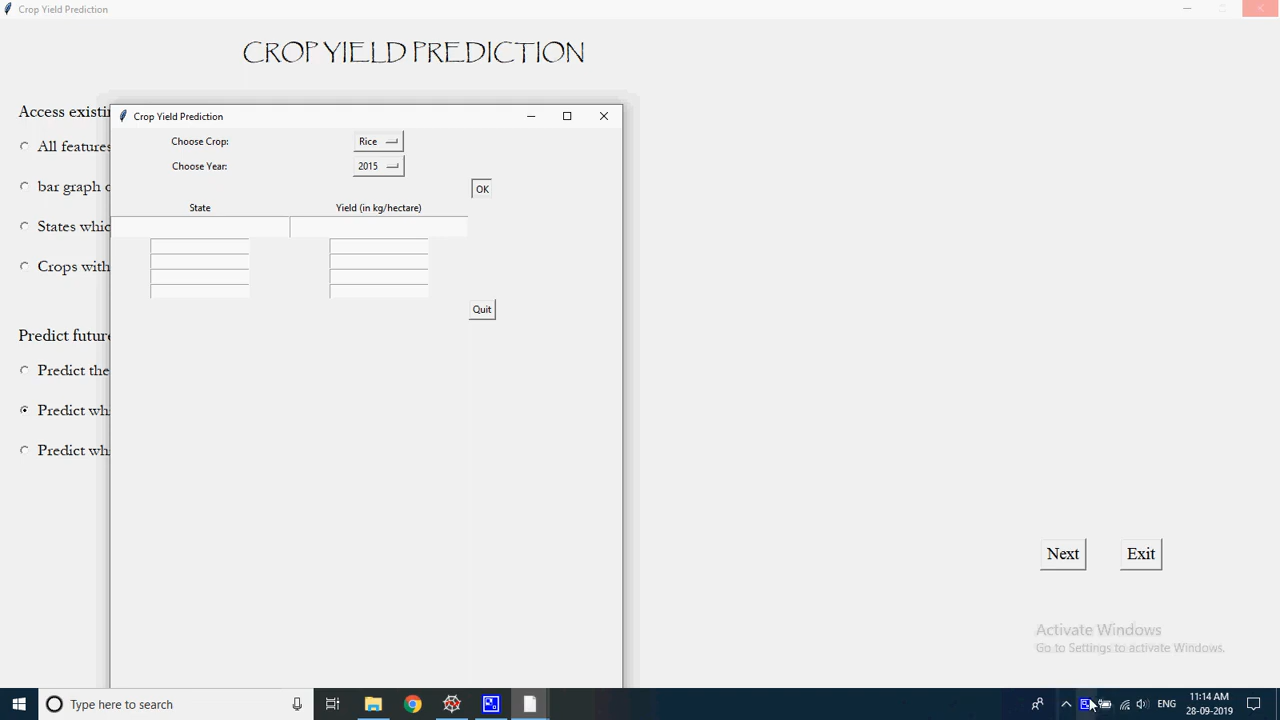 Crop Yield Prediction
CROP YIELD PREDICTION
Access existin
All features
bar graph o
States whic
Crops with
Predict future
Predict the
Predict wh
Predict wh
Crop Yield Prediction
Choose Crop:
Rice
Choose Year:
2015
OK
State
Yield (in kg/hectare)
Quit
Next
Exit
Activate Windows
Go to Settings to activate Windows.
Type here to search
ENG
11:14 AM
28-09-2019